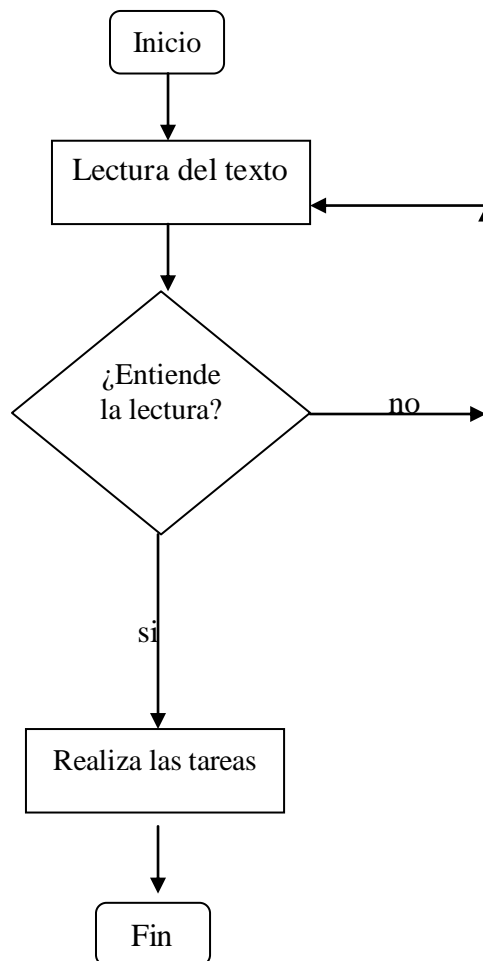 Inicio
Lectura del texto
¿Entiende
la lectura?
no
si
Realiza las tareas
Fin